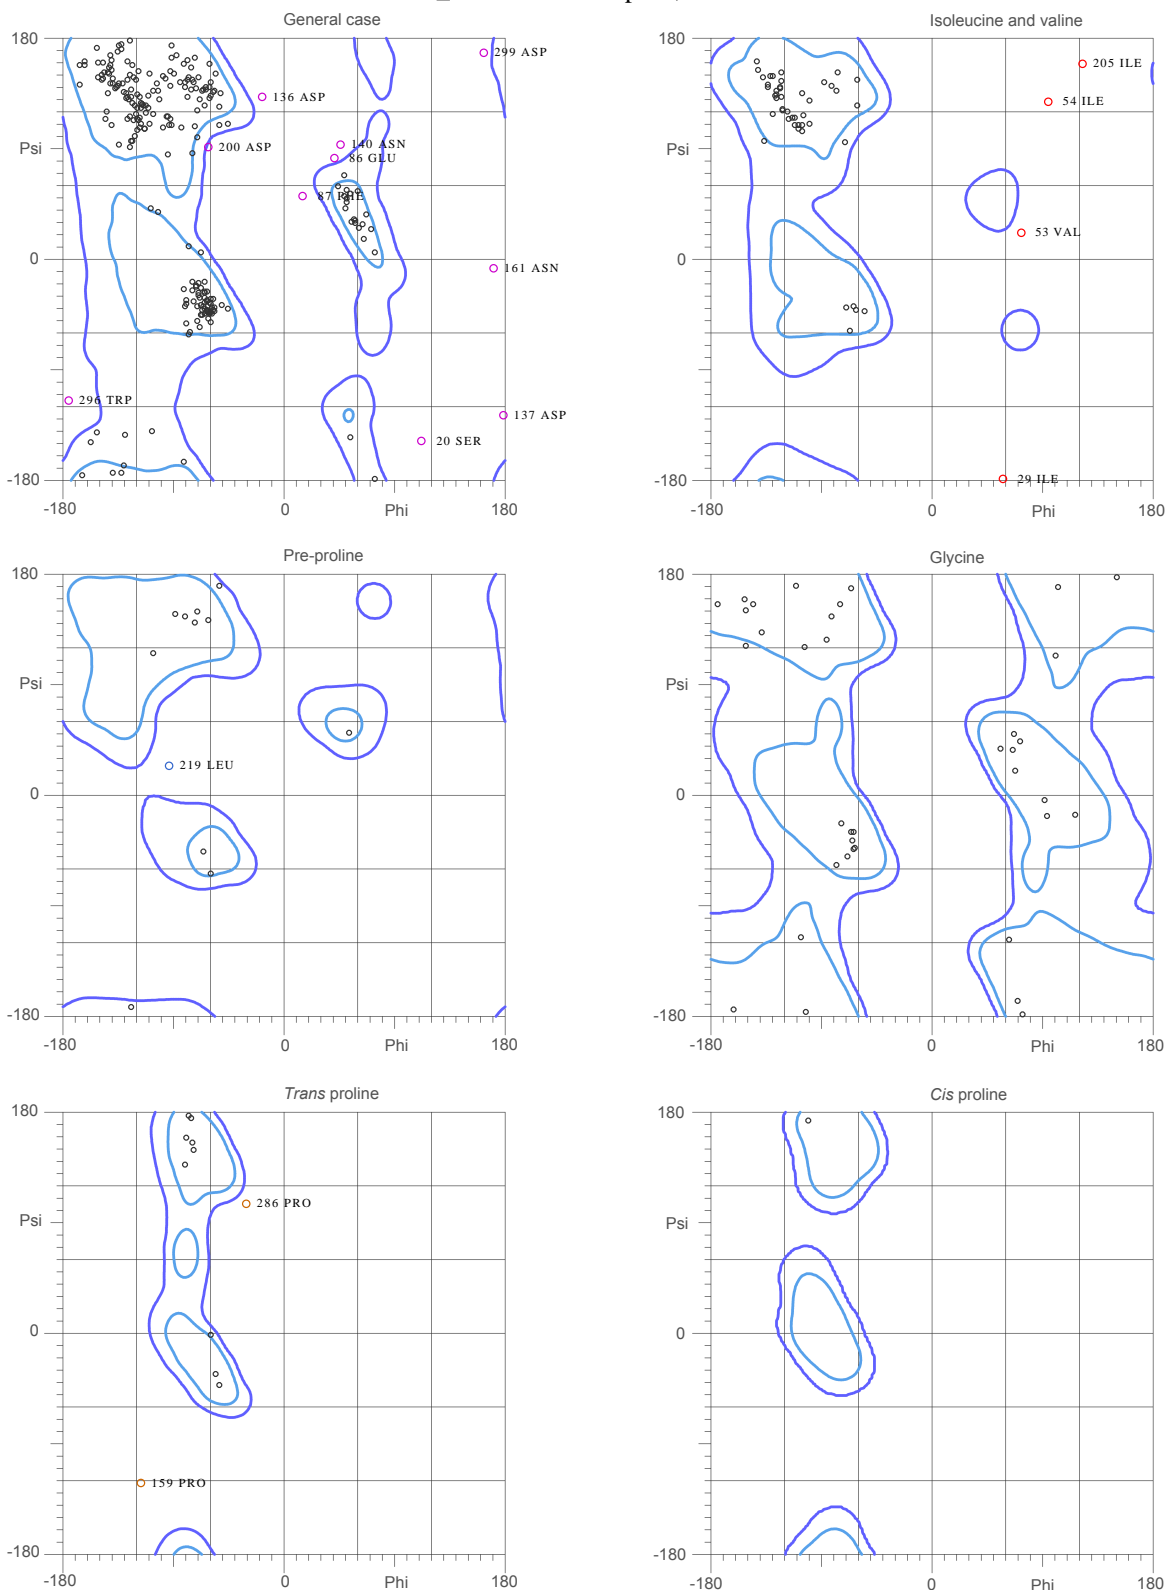 General case
180
Psi
0
-180
-180
0
Phi
180
299 ASP
136 ASP
200 ASP
140 ASN
86 GLU
87 PHE
161 ASN
296 TRP
137 ASP
20 SER
Isoleucine and valine
180
Psi
0
-180
-180
0
Phi
180
205 ILE
54 ILE
53 VAL
29 ILE
Pre-proline
180
Psi
0
-180
-180
0
Phi
180
219 LEU
Glycine
180
Psi
0
-180
-180
0
Phi
180
Trans proline
180
Psi
0
-180
-180
0
Phi
180
286 PRO
159 PRO
Cis proline
180
Psi
0
-180
-180
0
Phi
180